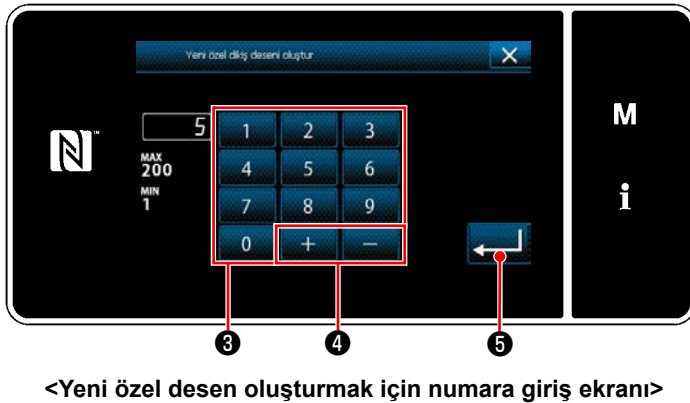 Yeni özel dikiş deseni oluştur
5
MAX
200
MIN
1
1 2 3
4 5 6
7 8 9
0 + −
M
i
❸ ❹ ❺
<Yeni özel desen oluşturmak için numara giriş ekranı>